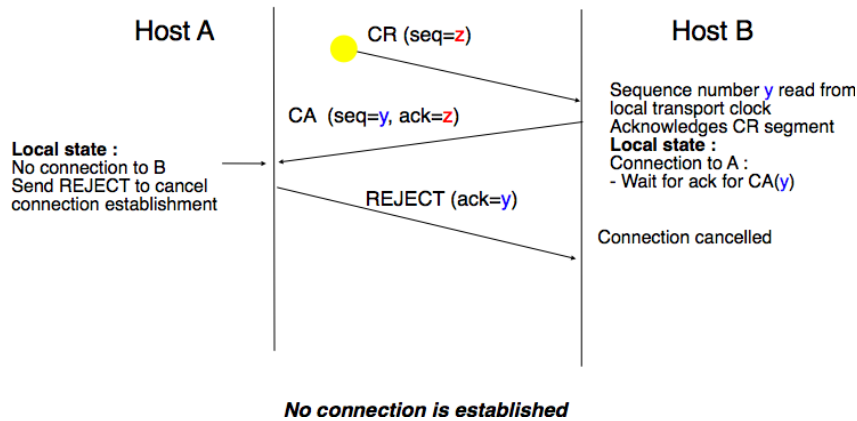 Host A
CR (seq=z)
Host B
Sequence number y read from
local transport clock
Acknowledges CR segment
Local state :
Connection to A :
- Wait for ack for CA(y)
CA (seq=y, ack=z)
Local state :
No connection to B
Send REJECT to cancel
connection establishment
REJECT (ack=y)
Connection cancelled
No connection is established